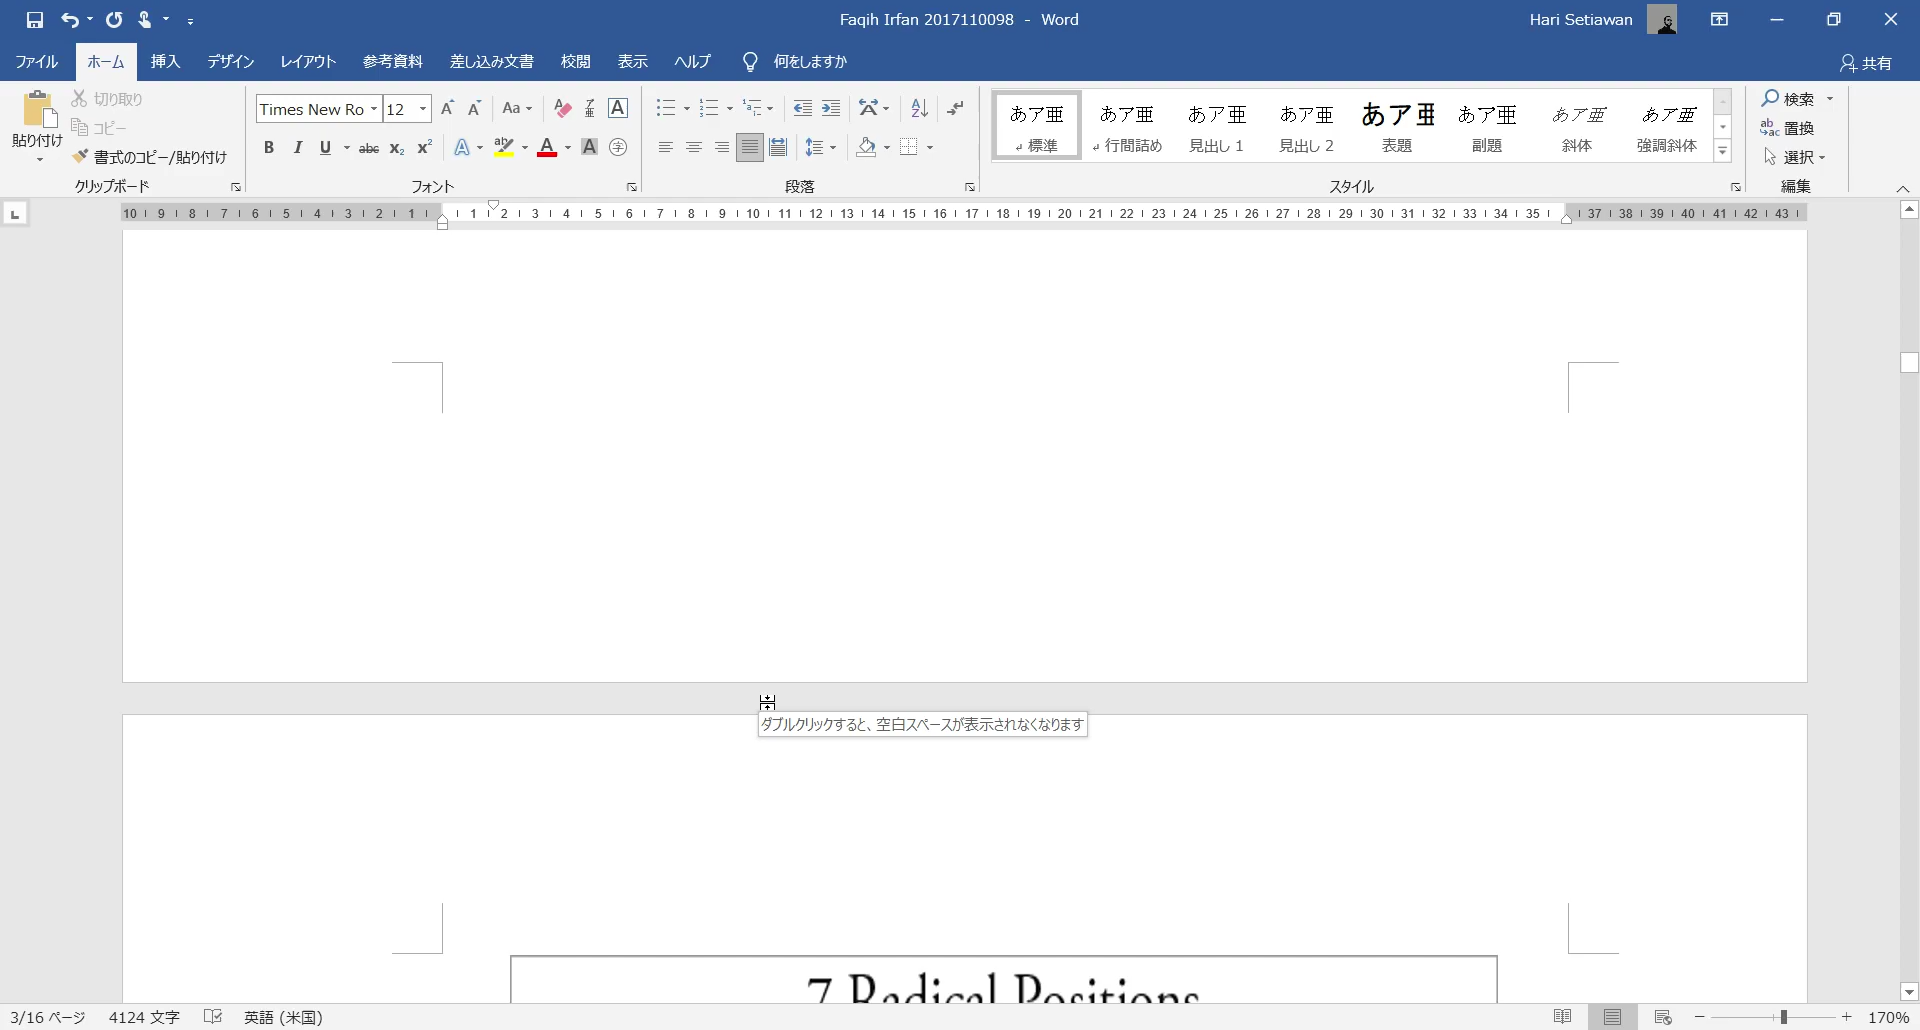 Faqih Irfan 2017110098 - Word
Hari Setiawan
ファイル ホーム 挿入 デザイン レイアウト 参考資料 差し込み文書 校閲 表示 ヘルプ 何をしますか 共有
貼り付け
切り取り
コピー
書式のコピー/貼り付け
クリップボード
Times New Ro 12 Aa A
B I U abc X₂ X² A ab A A 字
フォント
段落
あア亜 標準
あア亜 行間詰め
あア亜 見出し 1
あア亜 見出し 2
あア亜 表題
あア亜 副題
あア亜 斜体
あア亜 強調斜体
スタイル
検索
置換
選択
編集
10 9 8 7 6 5 4 3 2 1 1 2 3 4 5 6 7 8 9 10 11 12 13 14 15 16 17 18 19 20 21 22 23 24 25 26 27 28 29 30 31 32 33 34 35 37 38 39 40 41 42 43
ダブルクリックすると、空白スペースが表示されなくなります
7 Radical Positions
3/16 ページ 4124 文字 英語 (米国) 170%